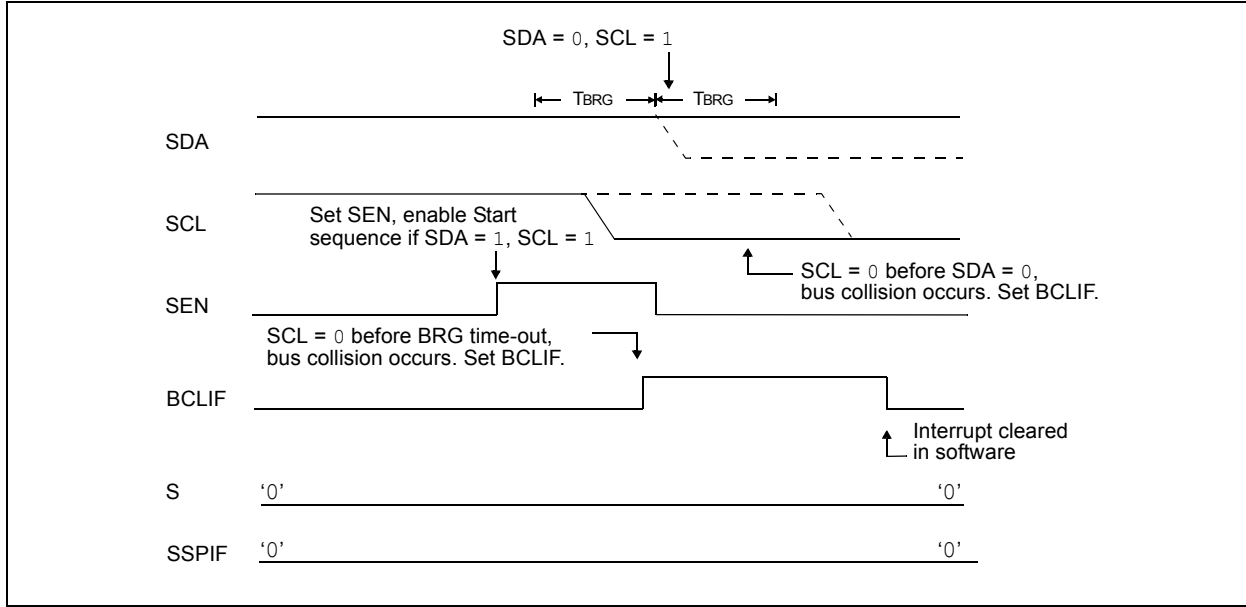 SDA = 0, SCL = 1
TBRG TBRG
SDA
SCL
Set SEN, enable Start
sequence if SDA = 1, SCL = 1
SCL = 0 before SDA = 0,
bus collision occurs. Set BCLIF.
SEN
SCL = 0 before BRG time-out,
bus collision occurs. Set BCLIF.
BCLIF
Interrupt cleared
in software
S ‘0’ ‘0’
SSPIF ‘0’ ‘0’